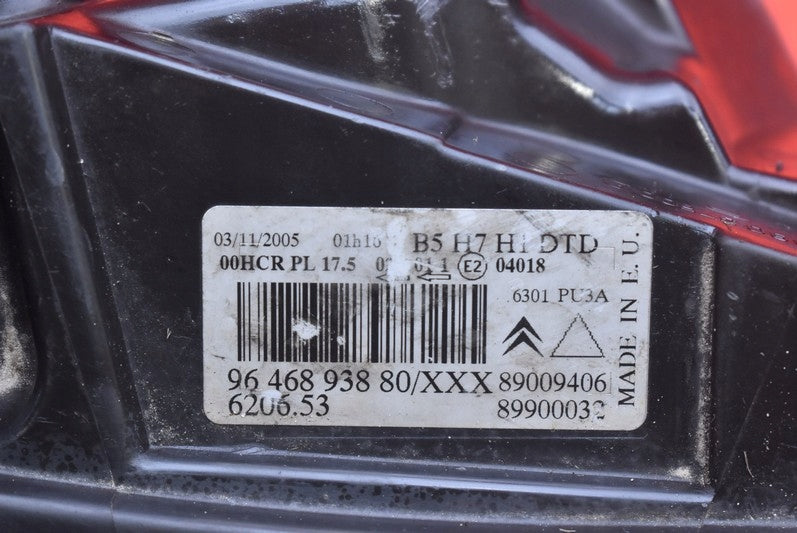 03/11/2005 B5 H7 H1 DTD
00HCR PL 17.5 E2 04018
6301 PU3A
96 468 938 80/XXX 89009406
6206.53 89900032
MADE IN E. U.